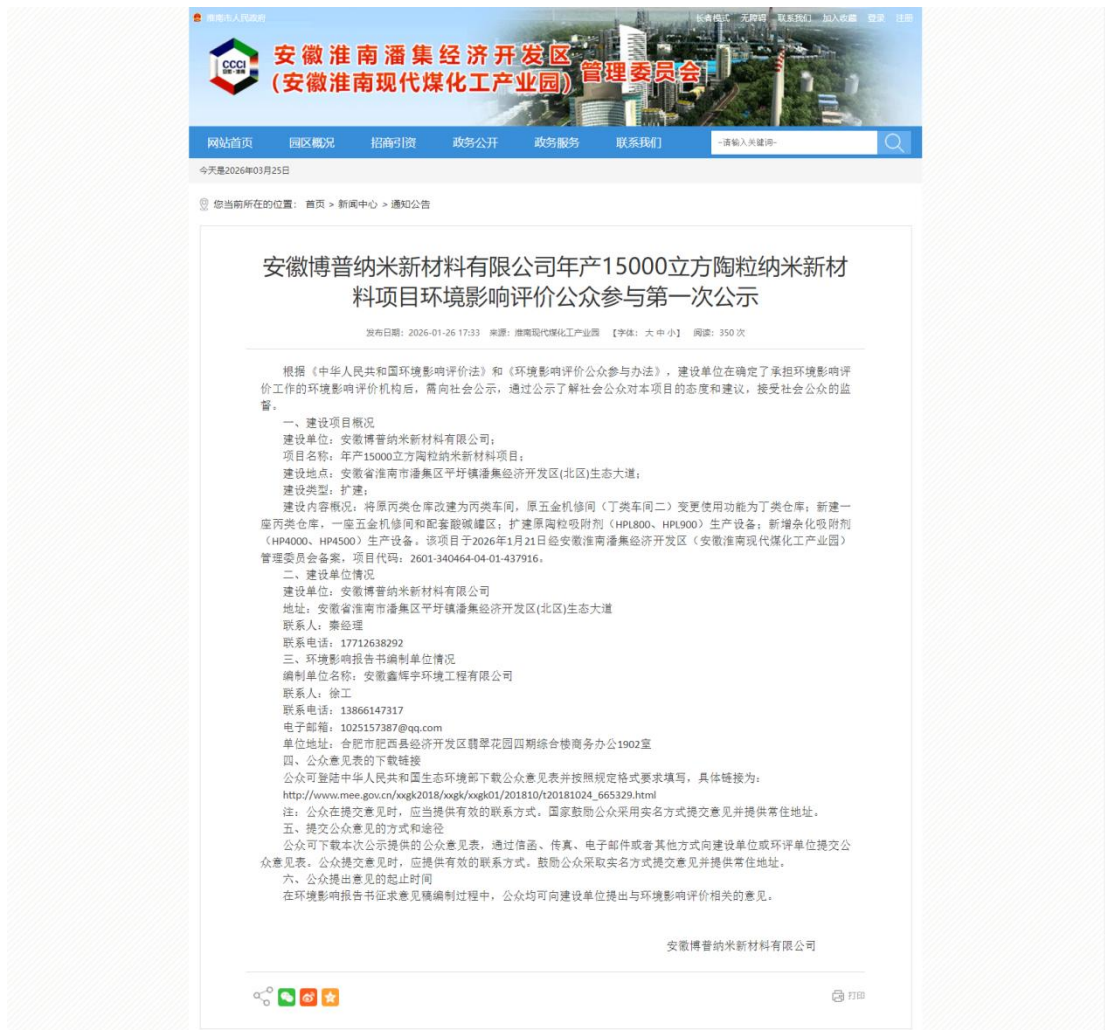 淮南市人民政府
长者模式 无障碍 联系我们 加入收藏 登录 注册
CCCI
安徽淮南潘集经济开发区
(安徽淮南现代煤化工产业园)
管理委员会
网站首页 园区概况 招商引资 政务公开 政务服务 联系我们 -请输入关键词-
今天是2026年03月25日
您当前所在的位置： 首页 > 新闻中心 > 通知公告
安徽博普纳米新材料有限公司年产15000立方陶粒纳米新材
料项目环境影响评价公众参与第一次公示
发布日期：2026-01-26 17:33 来源：淮南现代煤化工产业园 【字体： 大 中 小】 阅读：350 次
根据《中华人民共和国环境影响评价法》和《环境影响评价公众参与办法》，建设单位在确定了承担环境影响评
价工作的环境影响评价机构后，需向社会公示，通过公示了解社会公众对本项目的态度和建议，接受社会公众的监
督。
一、建设项目概况
建设单位：安徽博普纳米新材料有限公司；
项目名称：年产15000立方陶粒纳米新材料项目；
建设地点：安徽省淮南市潘集区平圩镇潘集经济开发区(北区)生态大道；
建设类型：扩建；
建设内容概况：将原丙类仓库改建为丙类车间，原五金机修间（丁类车间二）变更使用功能为丁类仓库；新建一
座丙类仓库，一座五金机修间和配套酸碱罐区；扩建原陶粒吸附剂（HPL800、HPL900）生产设备；新增杂化吸附剂
（HP4000、HP4500）生产设备。该项目于2026年1月21日经安徽淮南潘集经济开发区（安徽淮南现代煤化工产业园）
管理委员会备案，项目代码：2601-340464-04-01-437916。
二、建设单位情况
建设单位：安徽博普纳米新材料有限公司
地址：安徽省淮南市潘集区平圩镇潘集经济开发区(北区)生态大道
联系人：秦经理
联系电话：17712638292
三、环境影响报告书编制单位情况
编制单位名称：安徽鑫辉宇环境工程有限公司
联系人：徐工
联系电话：13866147317
电子邮箱：1025157387@qq.com
单位地址：合肥市肥西县经济开发区翡翠花园四期综合楼商务办公1902室
四、公众意见表的下载链接
公众可登陆中华人民共和国生态环境部下载公众意见表并按照规定格式要求填写，具体链接为：
http://www.mee.gov.cn/xxgk2018/xxgk/xxgk01/201810/t20181024_665329.html
注：公众在提交意见时，应当提供有效的联系方式。国家鼓励公众采用实名方式提交意见并提供常住地址。
五、提交公众意见的方式和途径
公众可下载本次公示提供的公众意见表，通过信函、传真、电子邮件或者其他方式向建设单位或环评单位提交公
众意见表。公众提交意见时，应提供有效的联系方式。鼓励公众采取实名方式提交意见并提供常住地址。
六、公众提出意见的起止时间
在环境影响报告书征求意见稿编制过程中，公众均可向建设单位提出与环境影响评价相关的意见。
安徽博普纳米新材料有限公司
打印